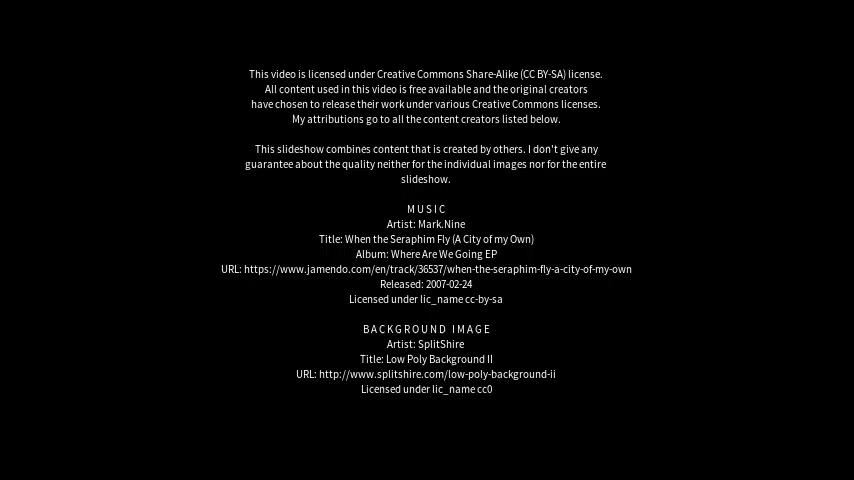 This video is licensed under Creative Commons Share-Alike (CC BY-SA) license.
All content used in this video is free available and the original creators
have chosen to release their work under various Creative Commons licenses.
My attributions go to all the content creators listed below.
This slideshow combines content that is created by others. I don't give any
guarantee about the quality neither for the individual images nor for the entire
slideshow.
MUSIC
Artist: Mark.Nine
Title: When the Seraphim Fly (A City of my Own)
Album: Where Are We Going EP
URL: https://www.jamendo.com/en/track/36537/when-the-seraphim-fly-a-city-of-my-own
Released: 2007-02-24
Licensed under lic_name cc-by-sa
BACKGROUND IMAGE
Artist: SplitShire
Title: Low Poly Background II
URL: http://www.splitshire.com/low-poly-background-ii
Licensed under lic_name cc0